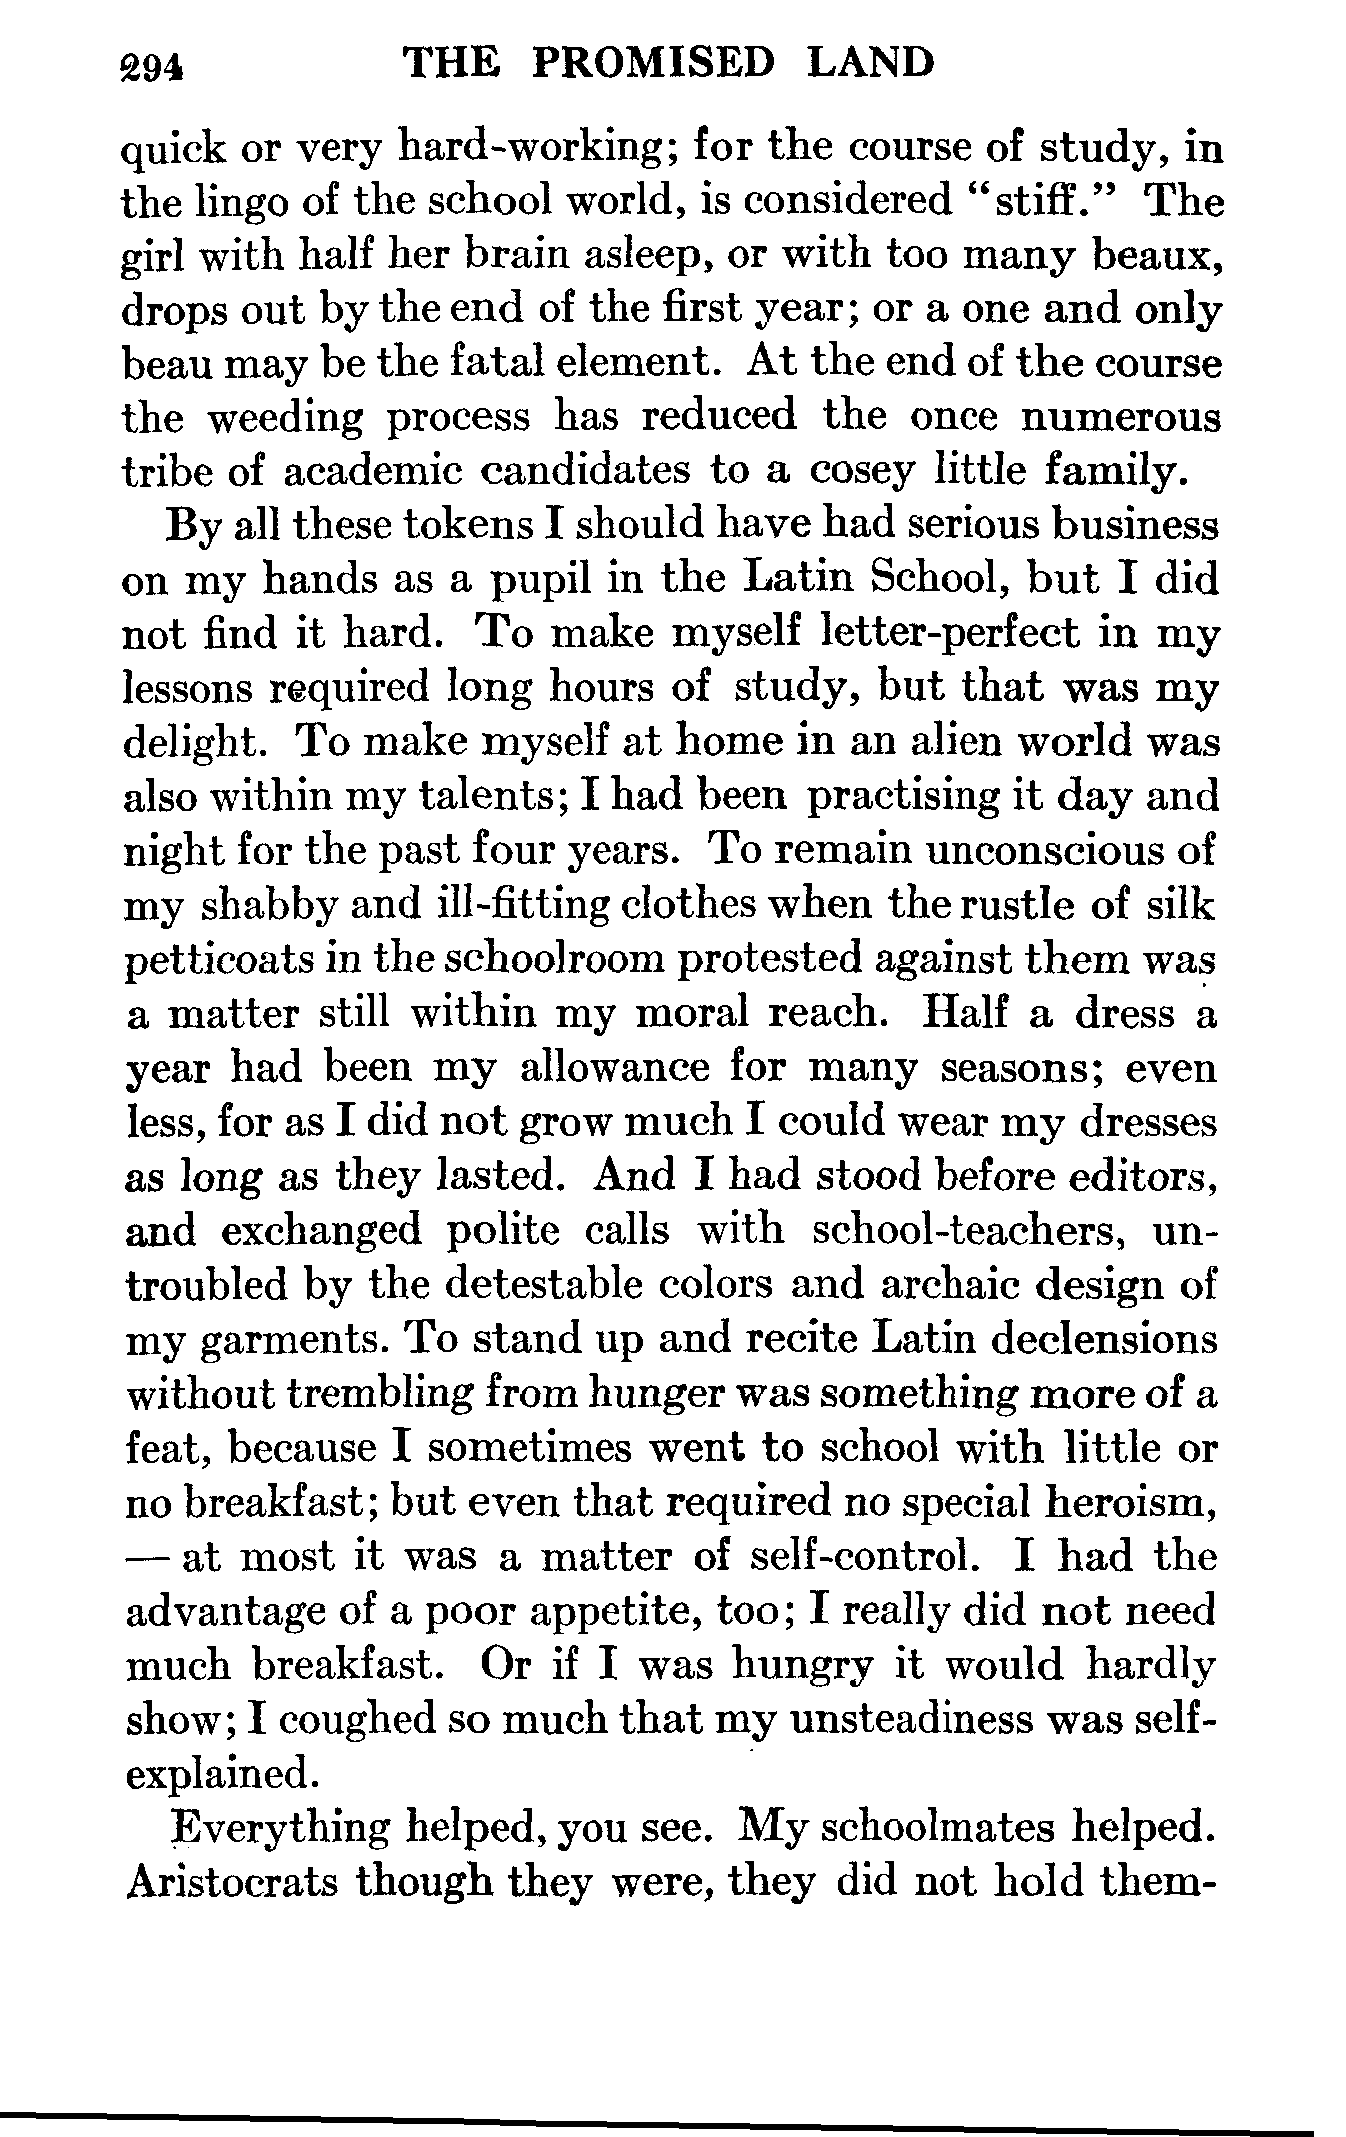 294 THE PROMISED LAND
quick or very hard-working; for the course of study, in
the lingo of the school world, is considered “stiff.” The
girl with half her brain asleep, or with too many beaux,
drops out by the end of the first year; or a one and only
beau may be the fatal element. At the end of the course
the weeding process has reduced the once numerous
tribe of academic candidates to a cosey little family.
By all these tokens I should have had serious business
on my hands as a pupil in the Latin School, but I did
not find it hard. To make myself letter-perfect in my
lessons required long hours of study, but that was my
delight. To make myself at home in an alien world was
also within my talents; I had been practising it day and
night for the past four years. To remain unconscious of
my shabby and ill-fitting clothes when the rustle of silk
petticoats in the schoolroom protested against them was
a matter still within my moral reach. Half a dress a
year had been my allowance for many seasons; even
less, for as I did not grow much I could wear my dresses
as long as they lasted. And I had stood before editors,
and exchanged polite calls with school-teachers, un-
troubled by the detestable colors and archaic design of
my garments. To stand up and recite Latin declensions
without trembling from hunger was something more of a
feat, because I sometimes went to school with little or
no breakfast; but even that required no special heroism,
— at most it was a matter of self-control. I had the
advantage of a poor appetite, too; I really did not need
much breakfast. Or if I was hungry it would hardly
show; I coughed so much that my unsteadiness was self-
explained.
Everything helped, you see. My schoolmates helped.
Aristocrats though they were, they did not hold them-